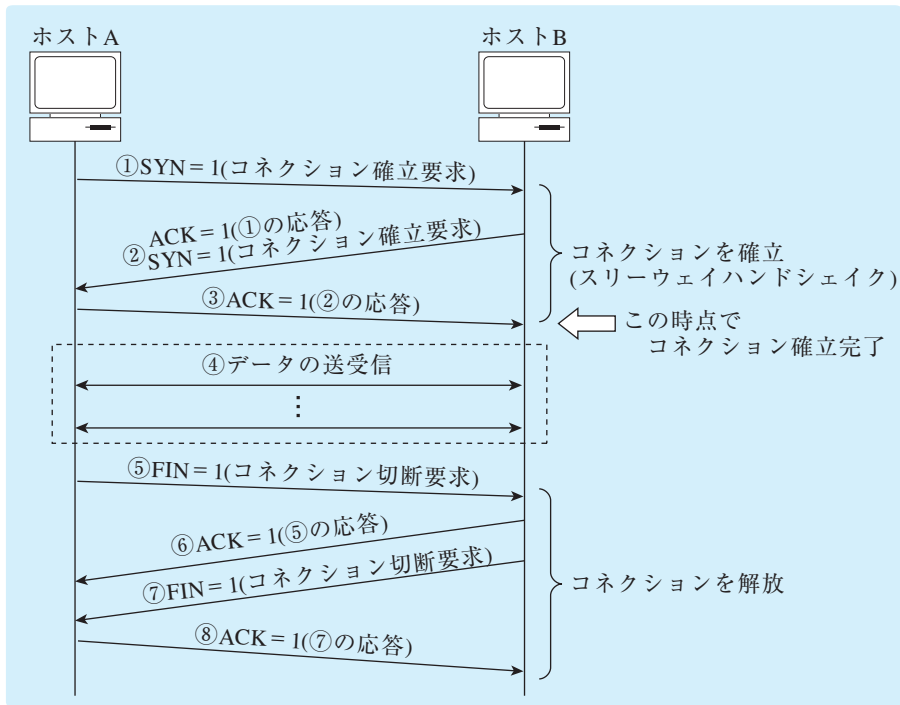 ホストA
ホストB
①SYN = 1(コネクション確立要求)
ACK = 1(①の応答)
②SYN = 1(コネクション確立要求)
コネクションを確立
(スリーウェイハンドシェイク)
③ACK = 1(②の応答)
この時点で
コネクション確立完了
④データの送受信
⋮
⑤FIN = 1(コネクション切断要求)
⑥ACK = 1(⑤の応答)
⑦FIN = 1(コネクション切断要求)
コネクションを解放
⑧ACK = 1(⑦の応答)